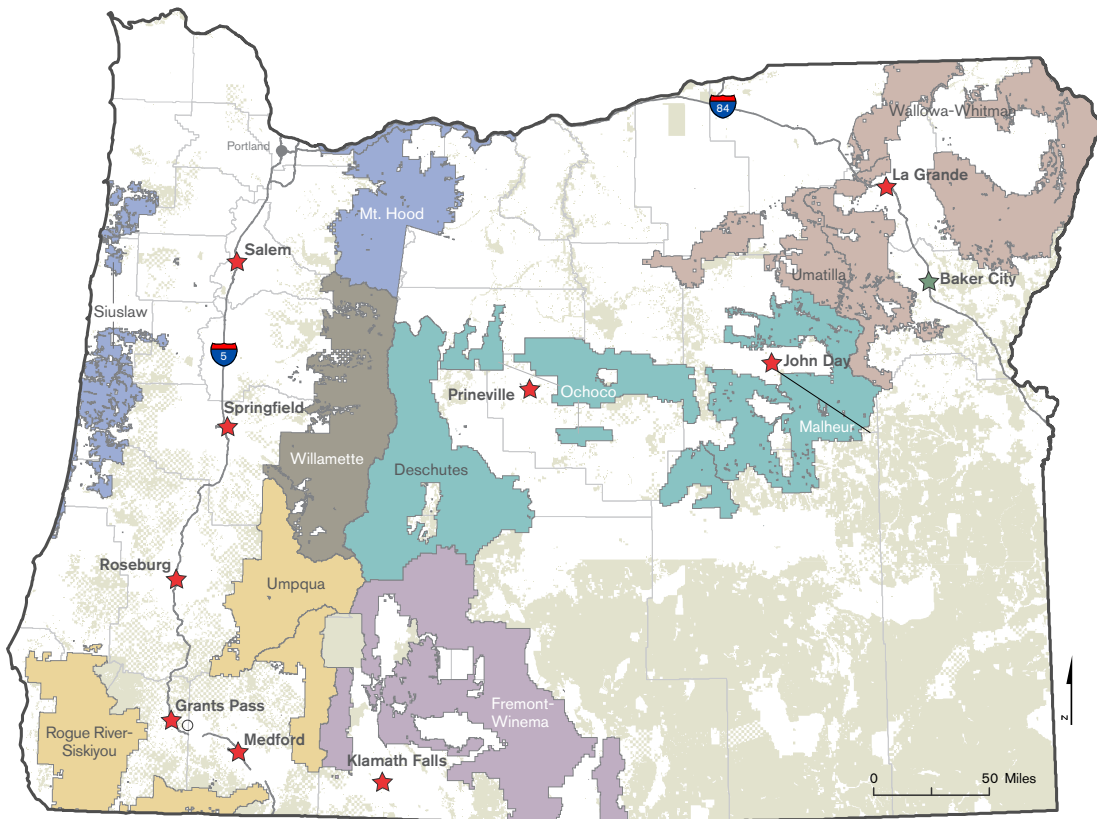 84
Wallowa-Whitman
Portland
La Grande
Mt. Hood
Salem
Umatilla
Baker City
Siuslaw
5
John Day
Prineville
Ochoco
Springfield
Malheur
Willamette
Deschutes
Roseburg
Umpqua
Grants Pass
Fremont-
Winema
Rogue River-
Siskiyou
Medford
Klamath Falls
N
0
50 Miles